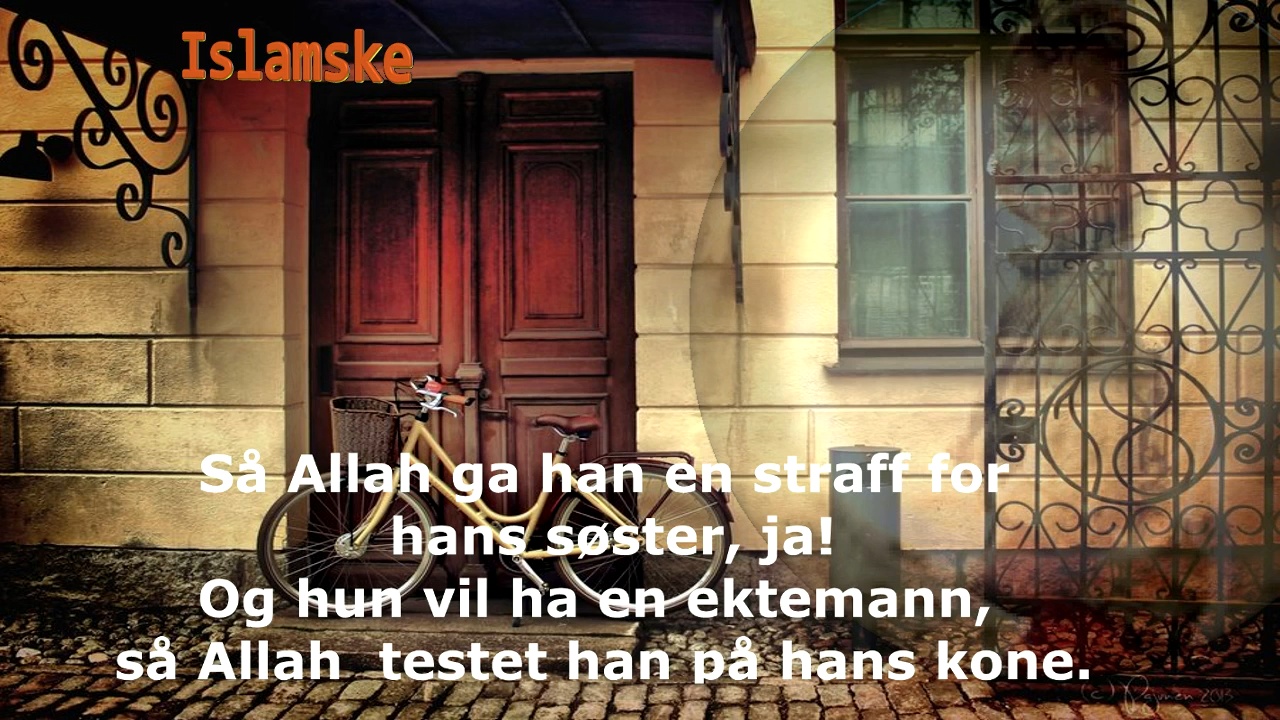 Islamske
Så Allah ga han en straff for
hans søster, ja!
Og hun vil ha en ektemann,
så Allah testet han på hans kone.